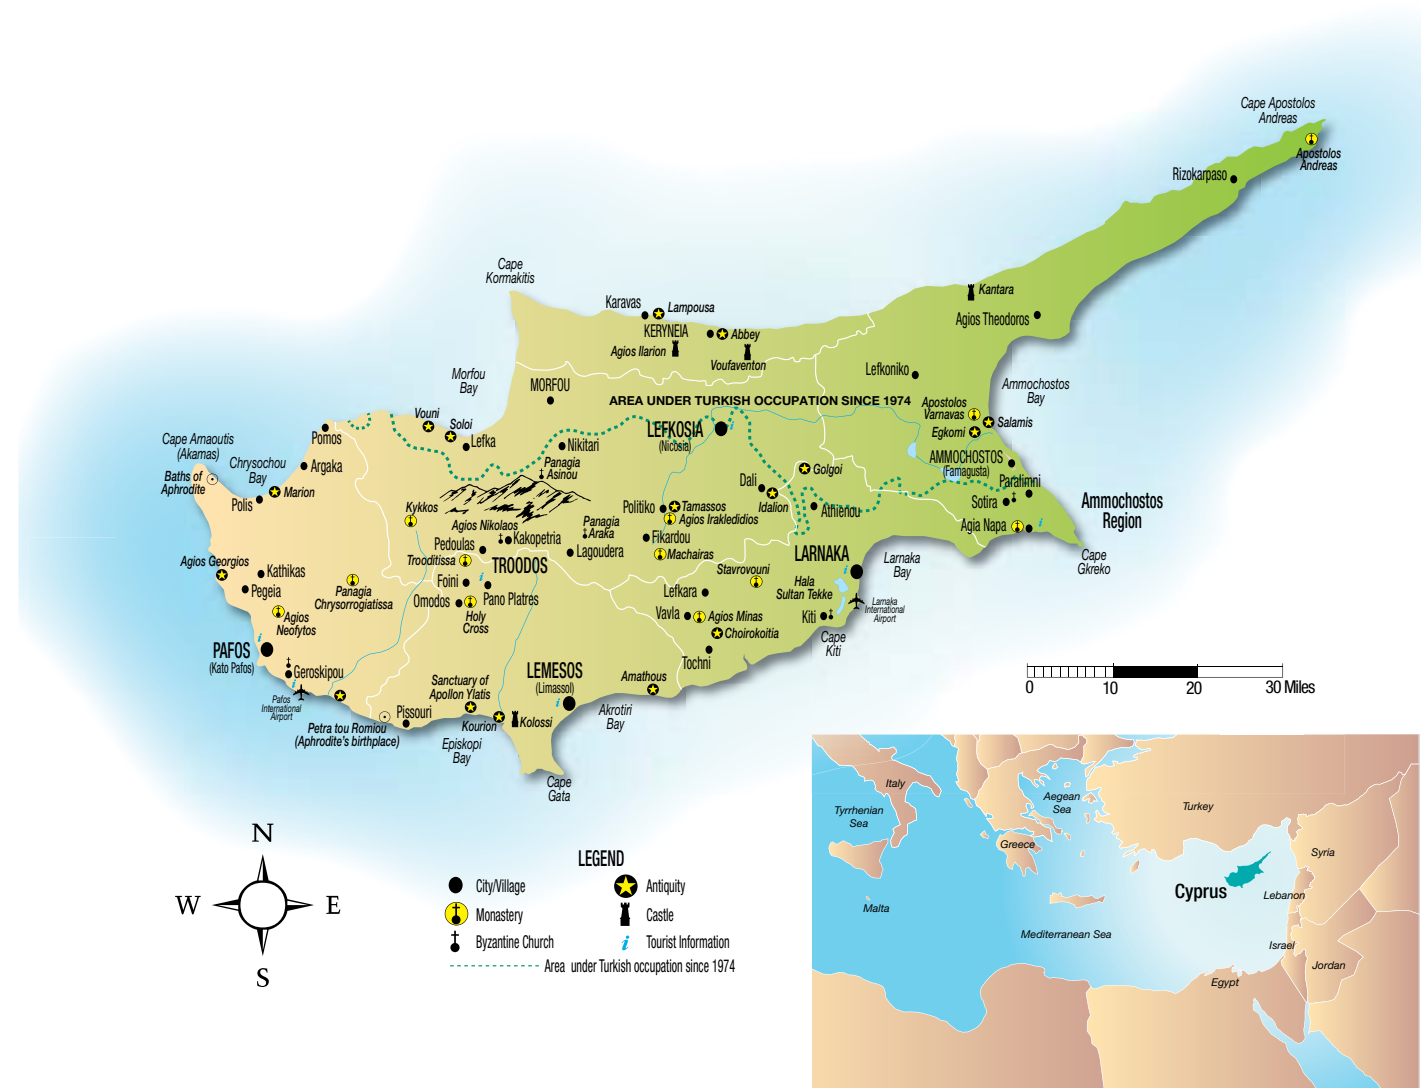 Cape Apostolos
Andreas
Apostolos
Andreas
Rizokarpaso
Cape
Kormakitis
Kantara
Karavas
Lampousa
Agios Theodoros
KERYNEIA
Abbey
Agios Ilarion
Voufaventon
Lefkoniko
Morfou
Bay
MORFOU
Ammochostos
Bay
AREA UNDER TURKISH OCCUPATION SINCE 1974
Apostolos
Varnavas
Vouni
Soloi
Salamis
Egkomi
LEFKOSIA
(Nicosia)
i
Pomos
Lefka
Nikitari
Cape Arnaoutis
(Akamas)
Chrysochou
Bay
Argaka
Panagia
Asinou
Golgoi
AMMOCHOSTOS
(Famagusta)
Baths of
Aphrodite
Marion
Polis
Dali
Idalion
Paralimni
Sotira
Ammochostos
Region
Kykkos
Politiko
Tamassos
Agios Irakledidios
Athienou
Agia Napa
i
Agios Nikolaos
Kakopetria
Panagia
Araka
Fikardou
Pedoulas
Lagoudera
Machairas
LARNAKA
i
Larnaka
Bay
Cape
Gkreko
Trooditissa
TROODOS
Stavrovouni
Agios Georgios
Kathikas
Pegeia
Panagia
Chrysorrogiatissa
Foini
i
Pano Platres
Omodos
Holy
Cross
Lefkara
Hala
Sultan Tekke
Larnaka
International
Airport
Agios
Neofytos
Vavla
Agios Minas
Kiti
Cape
Kiti
Choirokoitia
Tochni
i
PAFOS
(Kato Pafos)
Geroskipou
i
Pafos
International
Airport
LEMESOS
(Limassol)
i
Amathous
Sanctuary of
Apollon Ylatis
Akrotiri
Bay
Petra tou Romiou
(Aphrodite's birthplace)
Pissouri
Kourion
Kolossi
Episkopi
Bay
Cape
Gata
0 10 20 30 Miles
N
W E
S
LEGEND
City/Village
Antiquity
Monastery
Castle
Byzantine Church
i Tourist Information
Area under Turkish occupation since 1974
Italy
Tyrrhenian
Sea
Aegean
Sea
Turkey
Greece
Syria
Cyprus
Lebanon
Malta
Mediterranean Sea
Israel
Jordan
Egypt